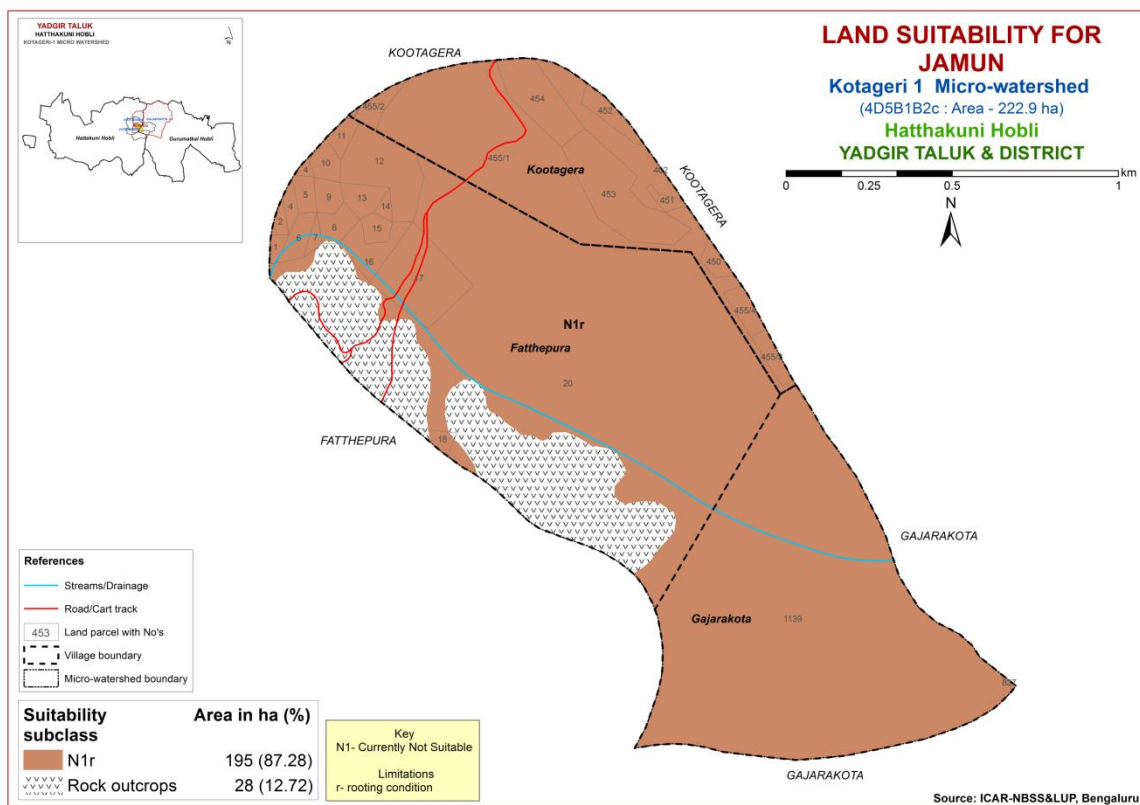 YADGIR TALUK
HATTHAKUNI HOBLI
KOTAGERI-1 MICRO WATERSHED
N
Hattakuni Hobli
Gurumatkal Hobli
LAND SUITABILITY FOR
JAMUN
Kotageri 1 Micro-watershed
(4D5B1B2c : Area - 222.9 ha)
Hatthakuni Hobli
YADGIR TALUK & DISTRICT
km
0 0.25 0.5 1
N
KOOTAGERA
455/2
454
452
11
12
455/1
Kootagera
KOOTAGERA
10
4
5
9
13
14
453
451
2
15
6
7
8
1
16
17
450
455/4
N1r
Fatthepura
20
FATTHEPURA
18
GAJARAKOTA
Gajarakota
1139
GAJARAKOTA
References
Streams/Drainage
Road/Cart track
453 Land parcel with No's
Village boundary
Micro-watershed boundary
Suitability subclass Area in ha (%)
N1r 195 (87.28)
Rock outcrops 28 (12.72)
Key
N1- Currently Not Suitable
Limitations
r- rooting condition
Source: ICAR-NBSS&LUP, Bengaluru